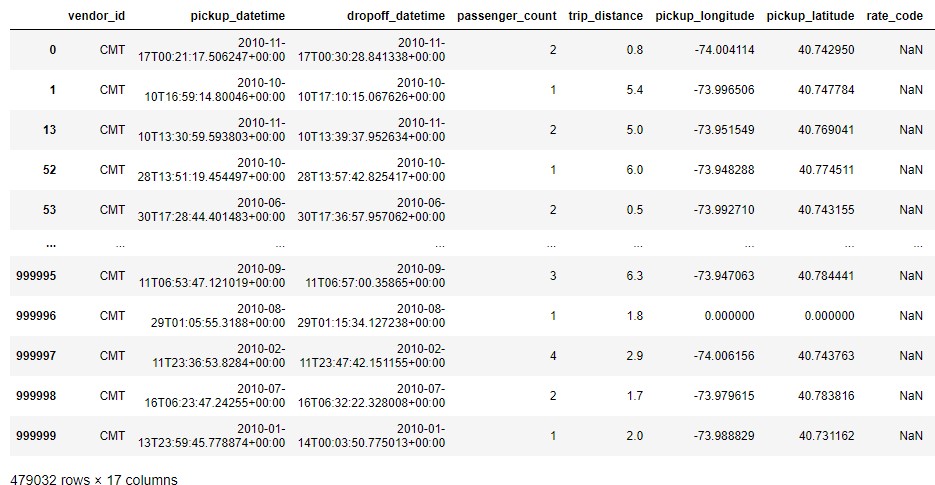 vendor_id pickup_datetime dropoff_datetime passenger_count trip_distance pickup_longitude pickup_latitude rate_code
0 CMT 2010-11-17T00:21:17.506247+00:00 2010-11-17T00:30:28.841338+00:00 2 0.8 -74.004114 40.742950 NaN
1 CMT 2010-10-10T16:59:14.80046+00:00 2010-10-10T17:10:15.067626+00:00 1 5.4 -73.996506 40.747784 NaN
13 CMT 2010-11-10T13:30:59.593803+00:00 2010-11-10T13:39:37.952634+00:00 2 5.0 -73.951549 40.769041 NaN
52 CMT 2010-10-28T13:51:19.454497+00:00 2010-10-28T13:57:42.825417+00:00 1 6.0 -73.948288 40.774511 NaN
53 CMT 2010-06-30T17:28:44.401483+00:00 2010-06-30T17:36:57.957062+00:00 2 0.5 -73.992710 40.743155 NaN
... ... ... ... ... ... ... ... ...
999995 CMT 2010-09-11T06:53:47.121019+00:00 2010-09-11T06:57:00.35865+00:00 3 6.3 -73.947063 40.784441 NaN
999996 CMT 2010-08-29T01:05:55.3188+00:00 2010-08-29T01:15:34.127238+00:00 1 1.8 0.000000 0.000000 NaN
999997 CMT 2010-02-11T23:36:53.8284+00:00 2010-02-11T23:47:42.151155+00:00 4 2.9 -74.006156 40.743763 NaN
999998 CMT 2010-07-16T06:23:47.24255+00:00 2010-07-16T06:32:22.328008+00:00 2 1.7 -73.979615 40.783816 NaN
999999 CMT 2010-01-13T23:59:45.778874+00:00 2010-01-14T00:03:50.775013+00:00 1 2.0 -73.988829 40.731162 NaN
479032 rows × 17 columns